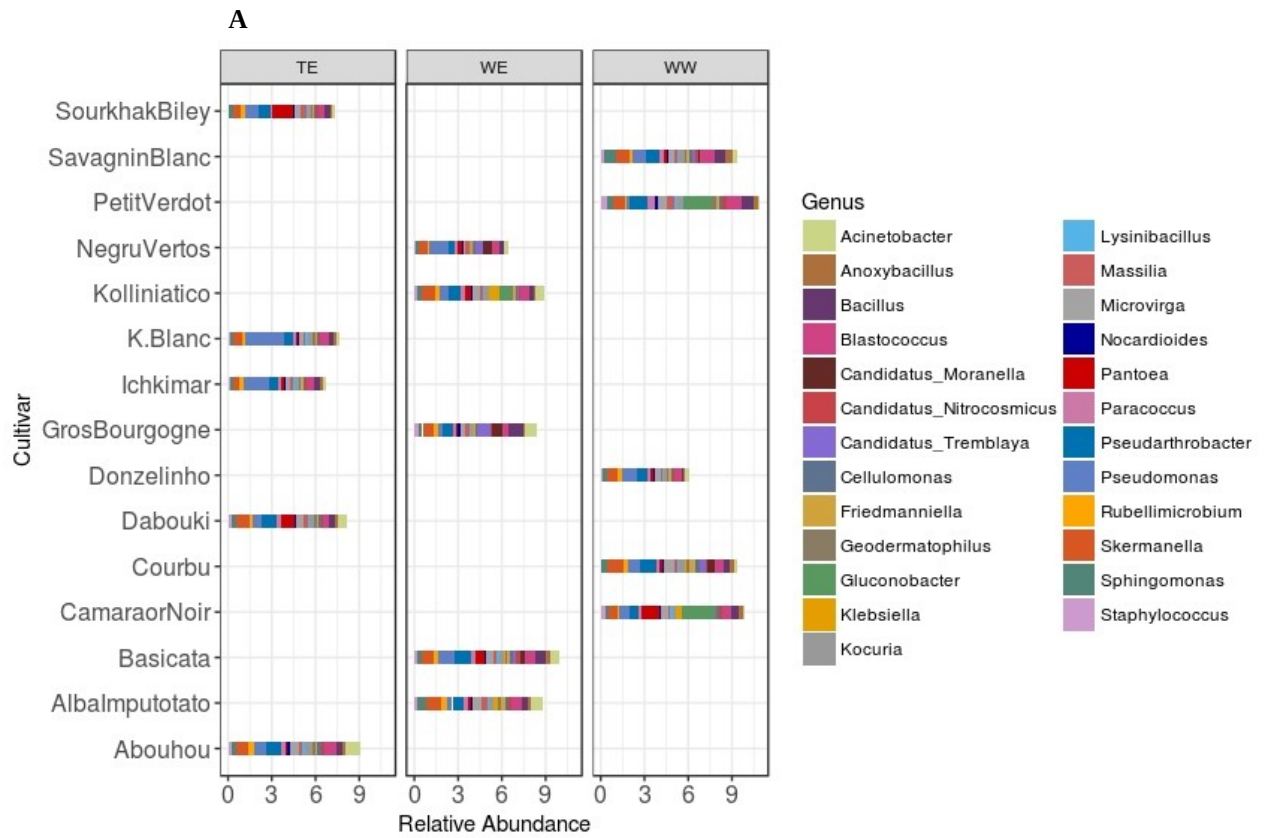 A
TE
WE
WW
SourkhakBiley
SavagninBlanc
PetitVerdot
NegruVertos
Kolliniatico
K.Blanc
Ichkimar
GrosBourgogne
Donzelinho
Dabouki
Courbu
CamaraorNoir
Basicata
AlbaImputotato
Abouhou
Cultivar
0 3 6 9
0 3 6 9
0 3 6 9
Relative Abundance
Genus
Acinetobacter
Anoxybacillus
Bacillus
Blastococcus
Candidatus_Moranella
Candidatus_Nitrocosmicus
Candidatus_Tremblaya
Cellulomonas
Friedmanniella
Geodermatophilus
Gluconobacter
Klebsiella
Kocuria
Lysinibacillus
Massilia
Microvirga
Nocardioides
Pantoea
Paracoccus
Pseudarthrobacter
Pseudomonas
Rubellimicrobium
Skermanella
Sphingomonas
Staphylococcus